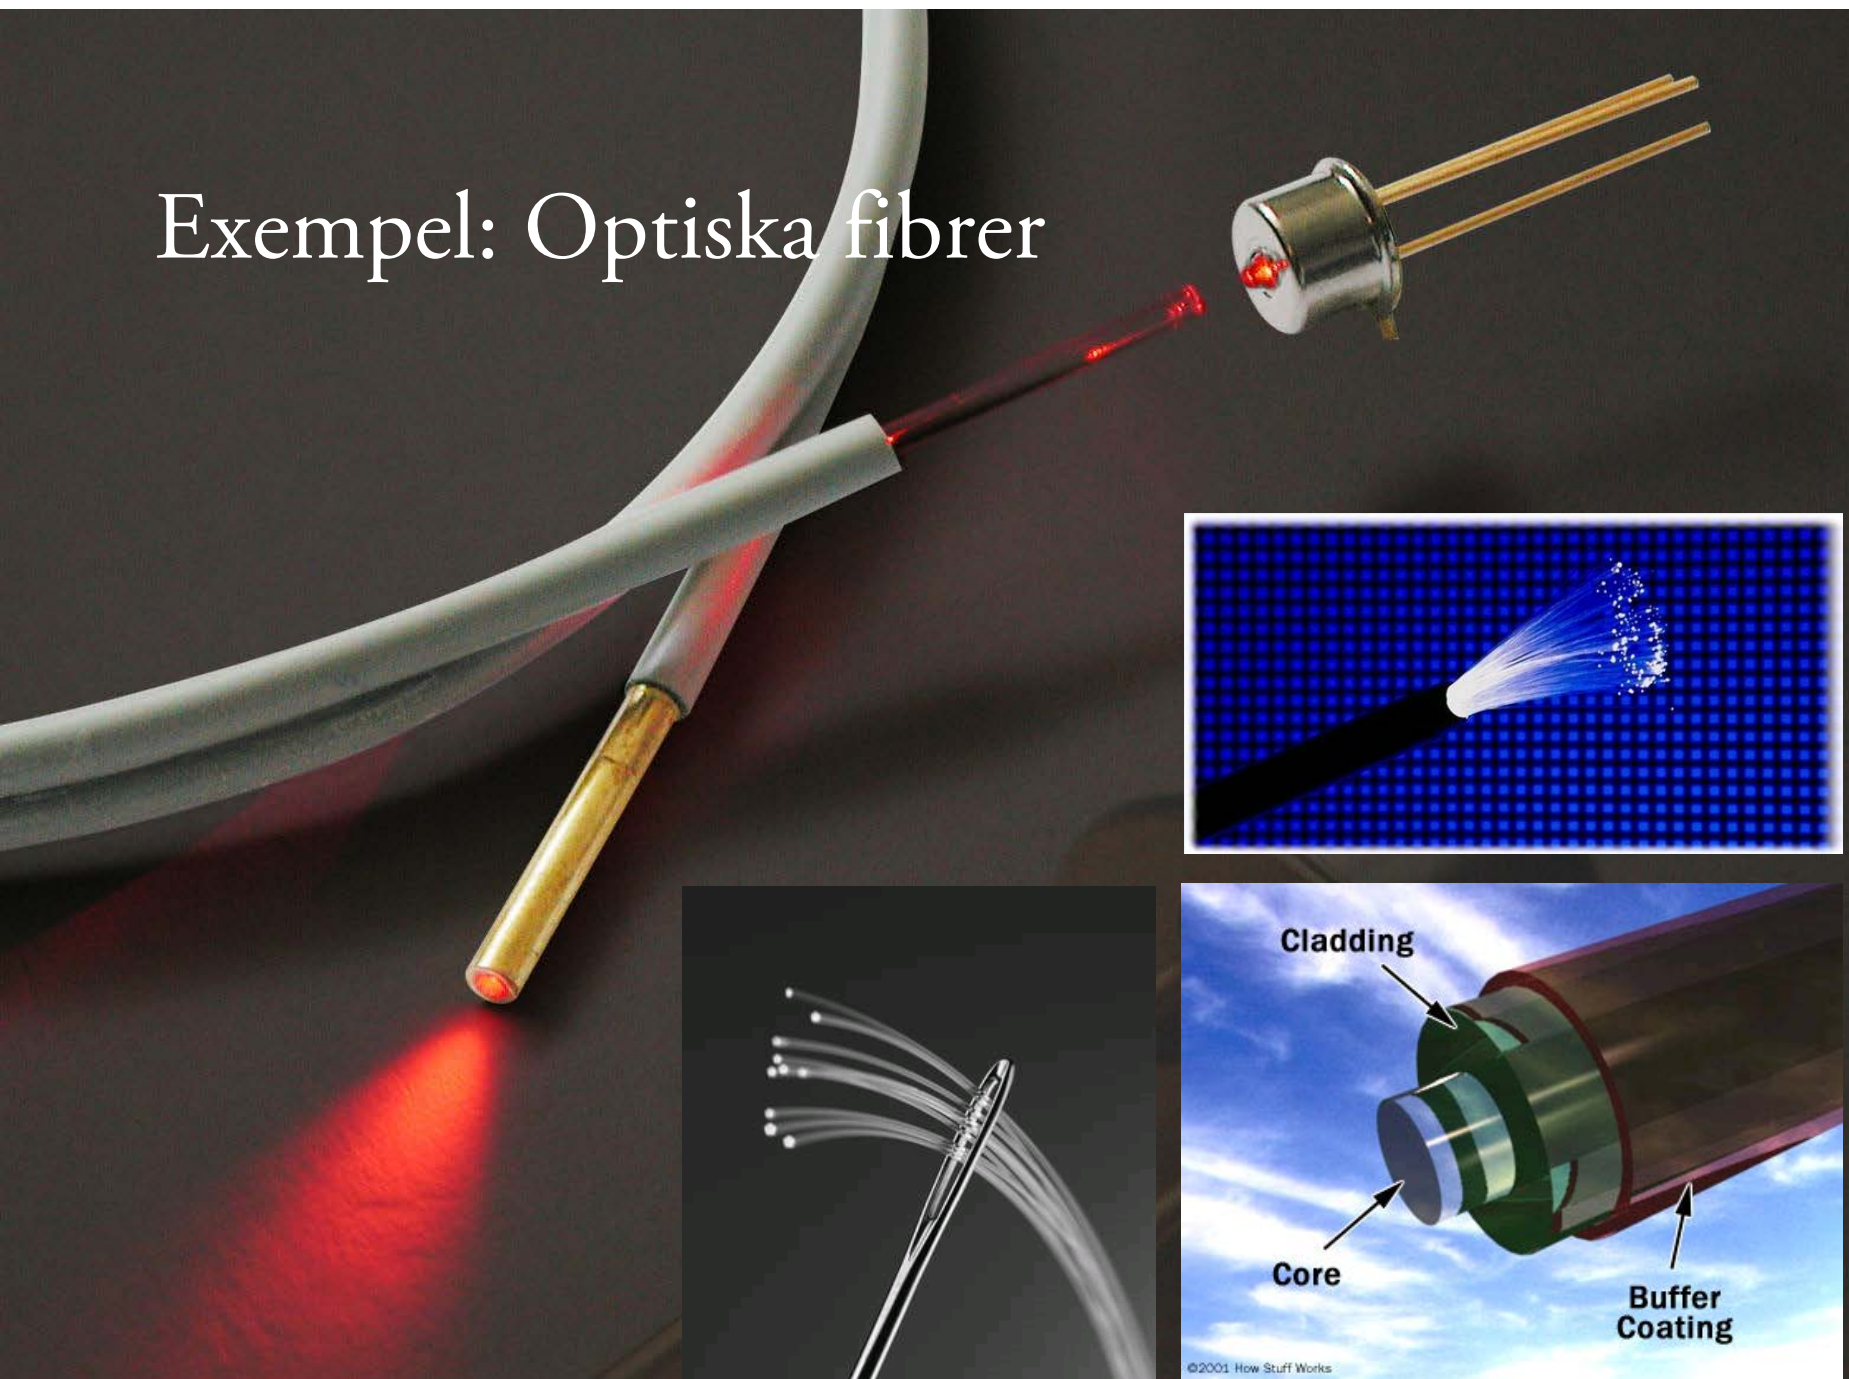 Exempel: Optiska fibrer
Cladding
Core
Buffer
Coating
©2001 How Stuff Works